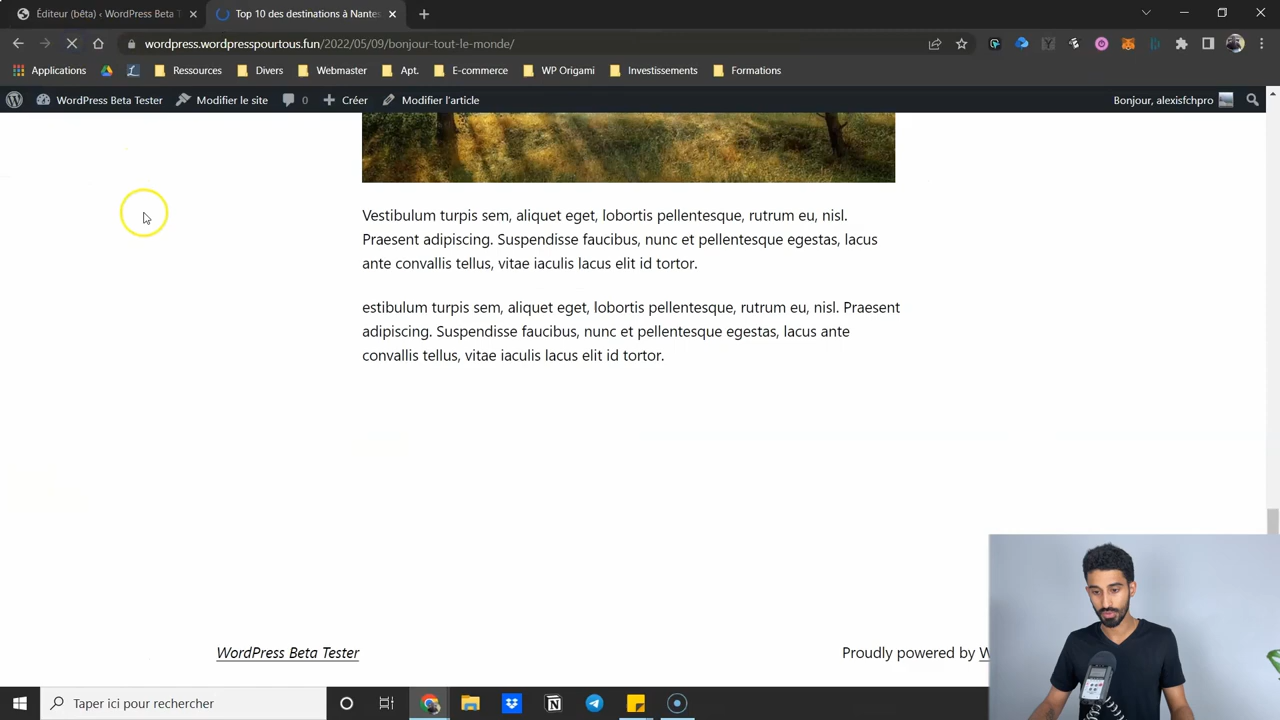 Éditeur (bêta) ‹ WordPress Beta T
Top 10 des destinations à Nantes
wordpress.wordpresspourtous.fun/2022/05/09/bonjour-tout-le-monde/
Applications
Ressources
Divers
Webmaster
Apt.
E-commerce
WP Origami
Investissements
Formations
WordPress Beta Tester
Modifier le site
0
Créer
Modifier l’article
Bonjour, alexisfchpro
Vestibulum turpis sem, aliquet eget, lobortis pellentesque, rutrum eu, nisl.
Praesent adipiscing. Suspendisse faucibus, nunc et pellentesque egestas, lacus
ante convallis tellus, vitae iaculis lacus elit id tortor.
estibulum turpis sem, aliquet eget, lobortis pellentesque, rutrum eu, nisl. Praesent
adipiscing. Suspendisse faucibus, nunc et pellentesque egestas, lacus ante
convallis tellus, vitae iaculis lacus elit id tortor.
WordPress Beta Tester
Proudly powered by W
Taper ici pour rechercher